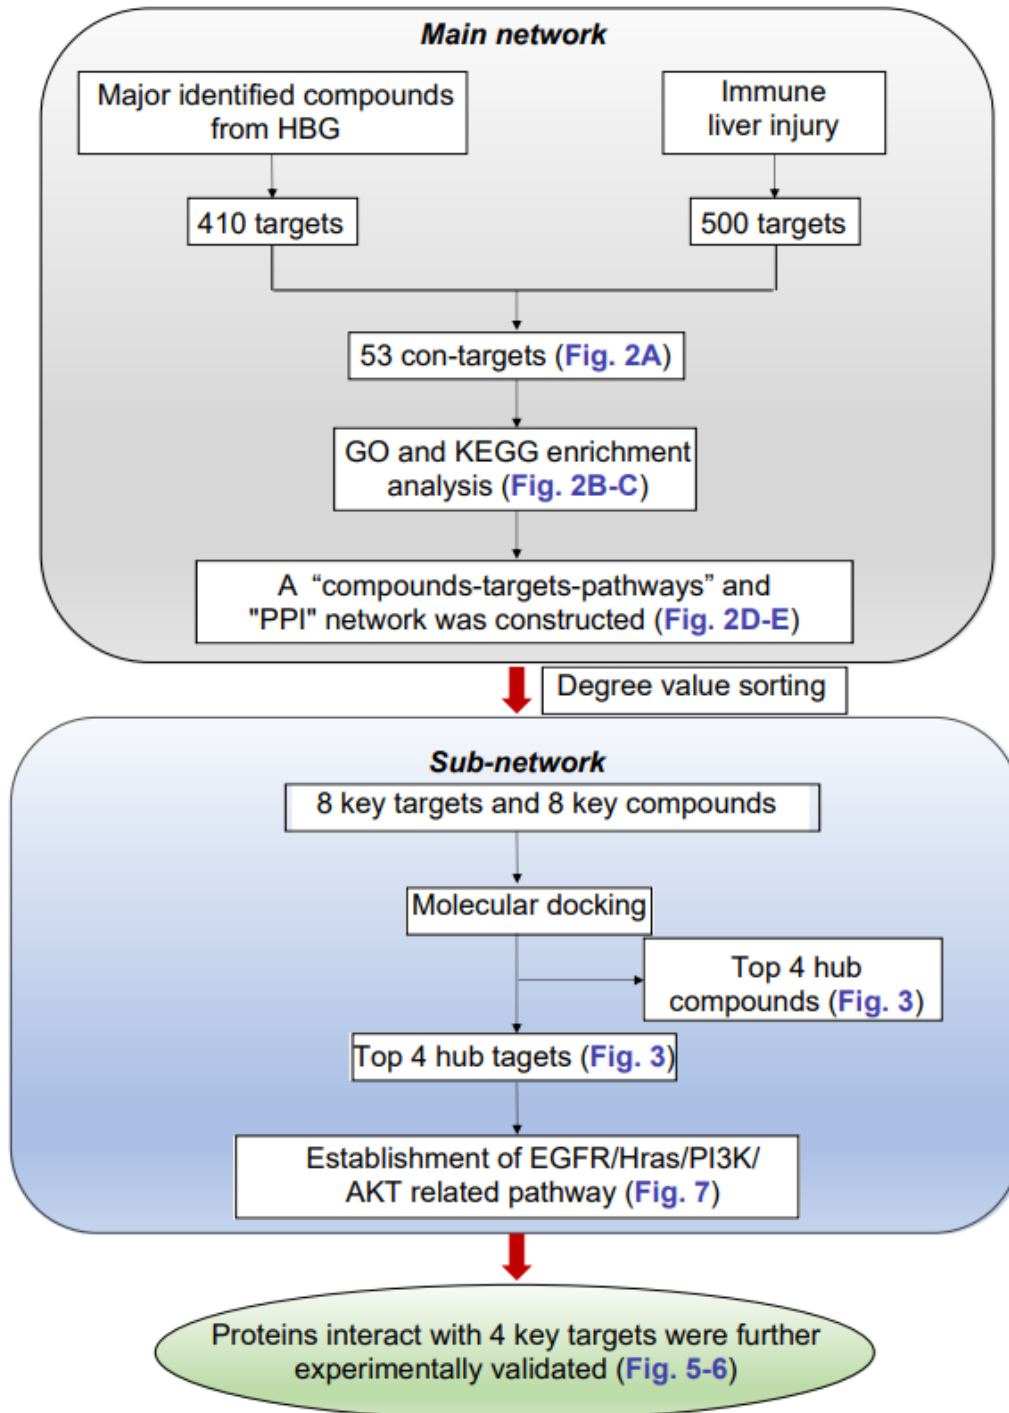 Main network
Major identified compounds
from HBG
Immune
liver injury
410 targets
500 targets
53 con-targets (Fig. 2A)
GO and KEGG enrichment
analysis (Fig. 2B-C)
A “compounds-targets-pathways” and
"PPI" network was constructed (Fig. 2D-E)
Degree value sorting
Sub-network
8 key targets and 8 key compounds
Molecular docking
Top 4 hub
compounds (Fig. 3)
Top 4 hub tagets (Fig. 3)
Establishment of EGFR/Hras/PI3K/
AKT related pathway (Fig. 7)
Proteins interact with 4 key targets were further
experimentally validated (Fig. 5-6)